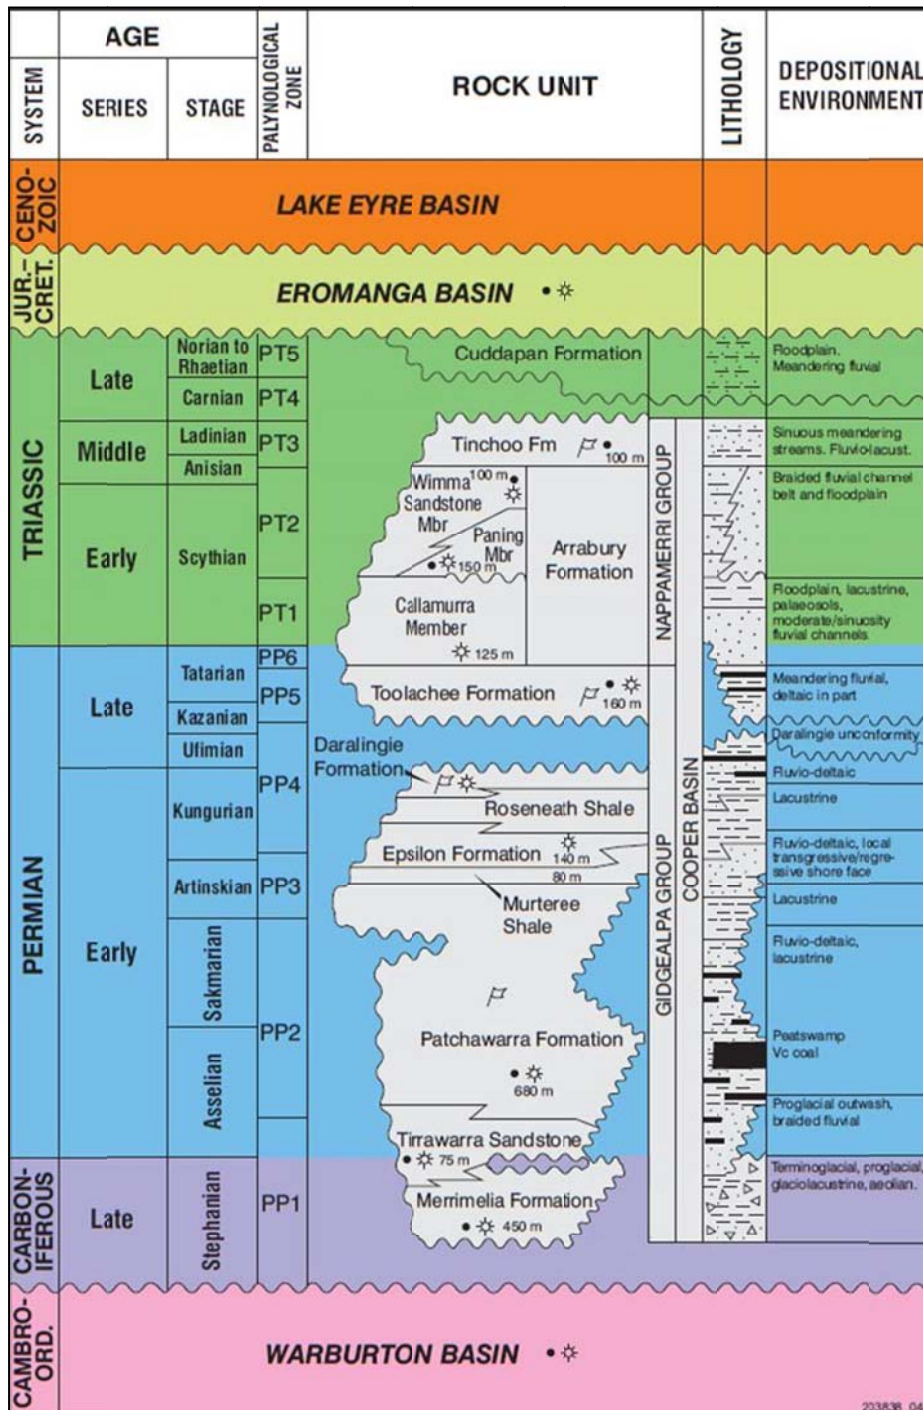 AGE
SYSTEM
SERIES
STAGE
PALYNOLOGICAL
ZONE
ROCK UNIT
LITHOLOGY
DEPOSITIONAL
ENVIRONMENT
CENO-
ZOIC
LAKE EYRE BASIN
JUR.–
CRET.
EROMANGA BASIN
TRIASSIC
Late
Norian to
Rhaetian
PT5
Cuddapan Formation
Floodplain.
Meandering fluvial
Carnian
PT4
Middle
Ladinian
PT3
Tinchoo Fm
100 m
Sinuous meandering
streams. Fluvio-lacust.
Anisian
Early
Scythian
PT2
Wimma
Sandstone
Mbr
100 m
Paning
Mbr
150 m
Arrabury
Formation
Braided fluvial channel
belt and floodplain
PT1
Callamurra
Member
125 m
NAPPAMERRI GROUP
Floodplain, lacustrine,
palaeosols,
moderate/sinuosity
fluvial channels
PERMIAN
Late
Tatarian
PP6
PP5
Toolachee Formation
160 m
Meandering fluvial,
deltaic in part
Kazanian
Ufimian
Daralingie
Formation
Daralingie unconformity
Early
Kungurian
PP4
Fluvio-deltaic
Roseneath Shale
Lacustrine
Epsilon Formation
140 m
Fluvio-deltaic, local
transgressive/regre-
ssive shore face
Artinskian
PP3
80 m
Murteree
Shale
Lacustrine
Sakmarian
PP2
Fluvio-deltaic,
lacustrine
GIDGEALPA GROUP
COOPER BASIN
Asselian
Patchawarra Formation
680 m
Peatswamp
Vc coal
Tirrawarra Sandstone
75 m
Proglacial outwash,
braided fluvial
CARBON-
IFEROUS
Late
Stephanian
PP1
Merrimelia Formation
450 m
Terminoglacial, proglacial,
glaciolacustrine, aeolian.
CAMBRO-
ORD.
WARBURTON BASIN